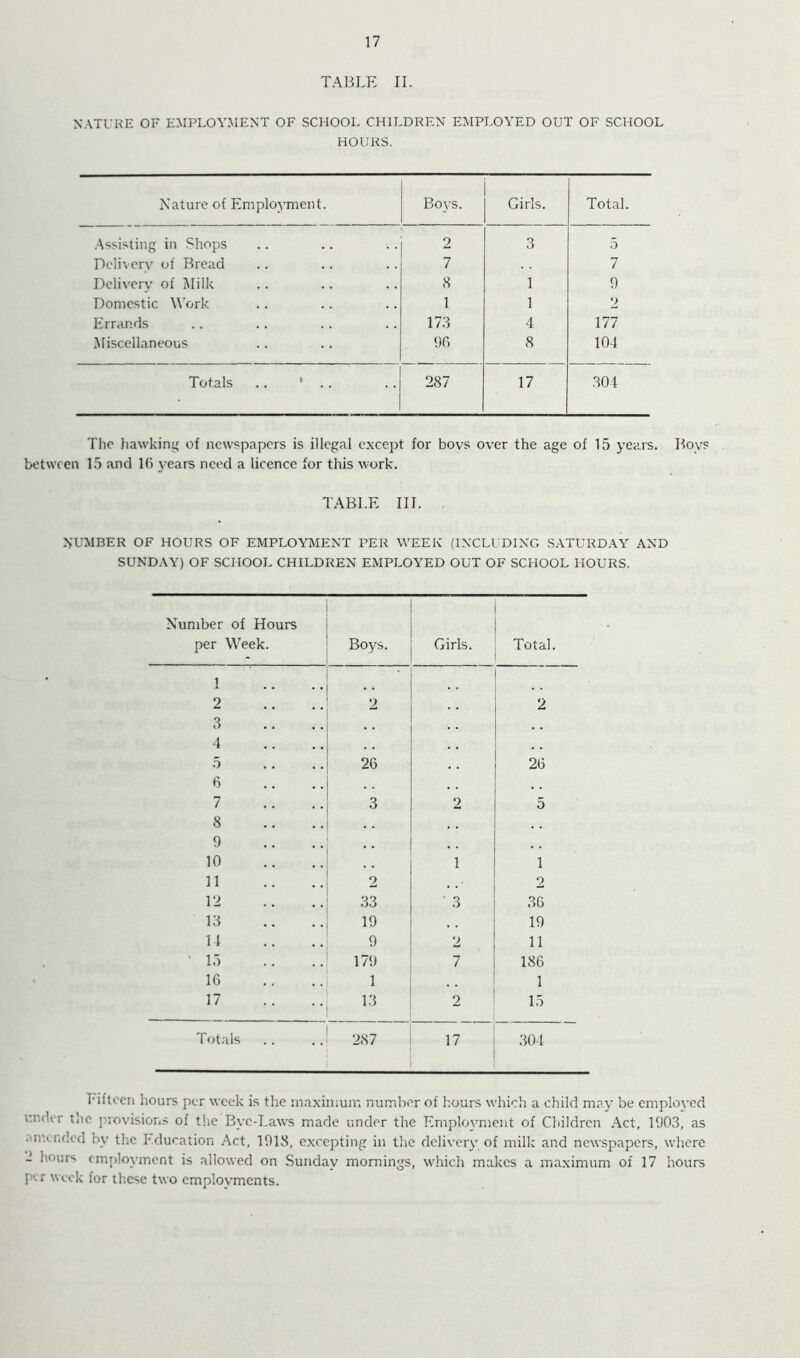 17
TABLE II.
NATURE OF EMPLOYMENT OF SCHOOL CHILDREN EMPLOYED OUT OF SCHOOL
HOURS.
Nature of Employment. Boys. Girls. Total.
Assisting in Shops .. .. .. 2 3 5
Delivery of Bread .. .. .. 7 .. 7
Delivery of Milk .. .. .. 8 1 9
Domestic Work .. .. .. 1 1 2
Errands .. .. .. .. 173 4 177
Miscellaneous .. .. 96 8 104
Totals .. .. .. 287 17 304
The hawking of newspapers is illegal except for boys over the age of 15 years. Boys
between 15 and 16 years need a licence for this work.
TABLE III.
NUMBER OF HOURS OF EMPLOYMENT PER WEEK (INCLUDING SATURDAY AND
SUNDAY) OF SCHOOL CHILDREN EMPLOYED OUT OF SCHOOL HOURS.
Number of Hours
per Week. Boys. Girls. Total.
1 .. .. .. .. ..
2 .. .. 2 .. 2
3 .. .. .. .. ..
4 .. .. .. .. ..
5 .. .. 26 .. 26
6 .. .. .. .. ..
7 .. .. 3 2 5
8 .. .. .. .. ..
9 .. .. .. .. ..
10 .. .. .. 1 1
11 .. .. 2 .. 2
12 .. .. 33 3 36
13 .. .. 19 .. 19
14 .. .. 9 2 11
15 .. .. 179 7 186
16 .. .. 1 .. 1
17 .. .. 13 2 15
Totals .. .. 287 17 304
Fifteen hours per week is the maximum number of hours which a child may be employed
under the provisions of the Bye-Laws made under the Employment of Children Act, 1903, as
amended by the Education Act, 1918, excepting in the delivery of milk and newspapers, where
2 hours employment is allowed on Sunday mornings, which makes a maximum of 17 hours
per week for these two employments.